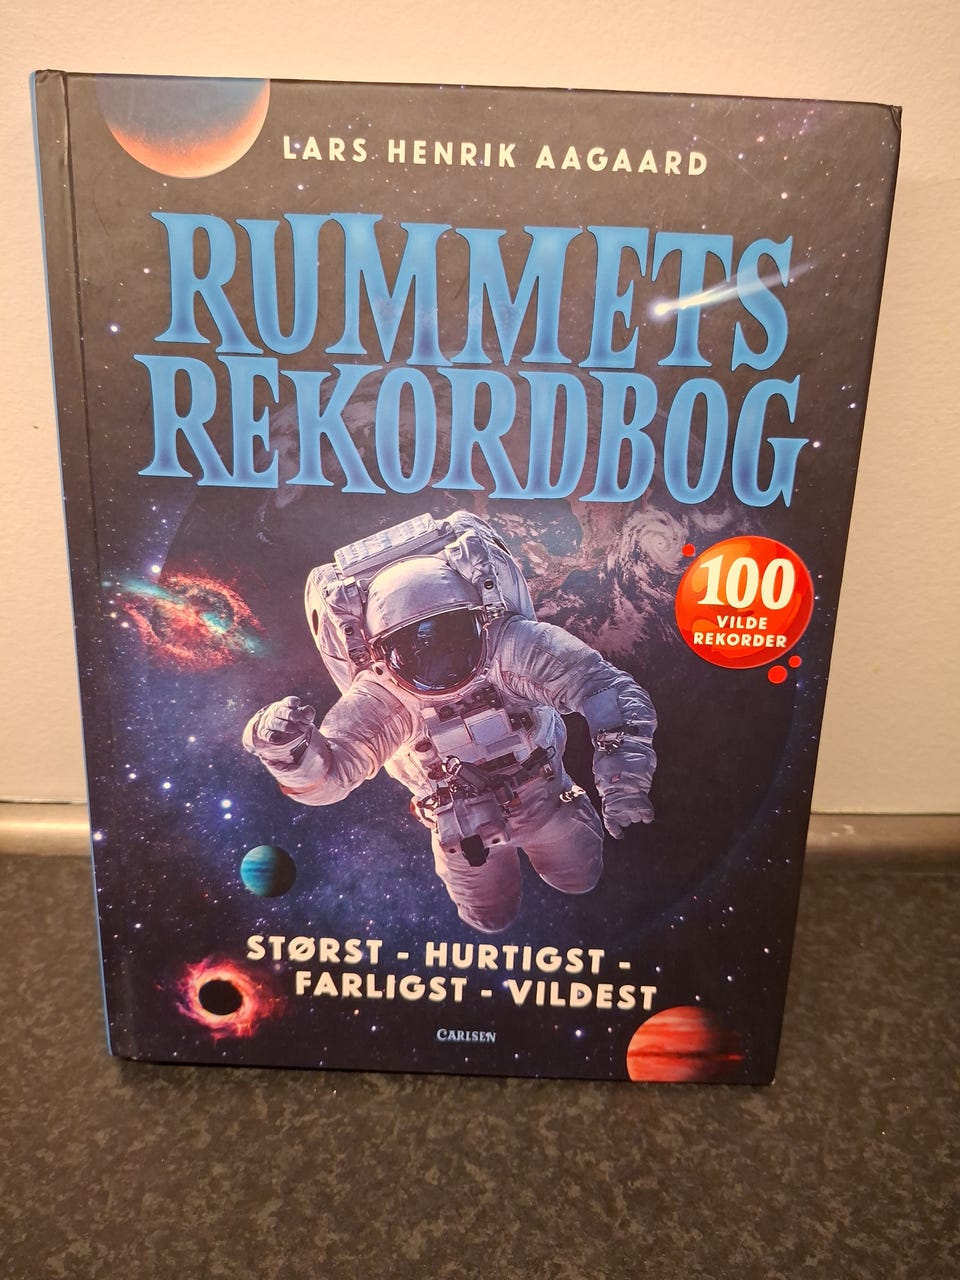 LARS HENRIK AAGAARD
RUMMETS
REKORDBOG
100
VILDE
REKORDER
STØRST - HURTIGST -
FARLIGST - VILDEST
CARLSEN